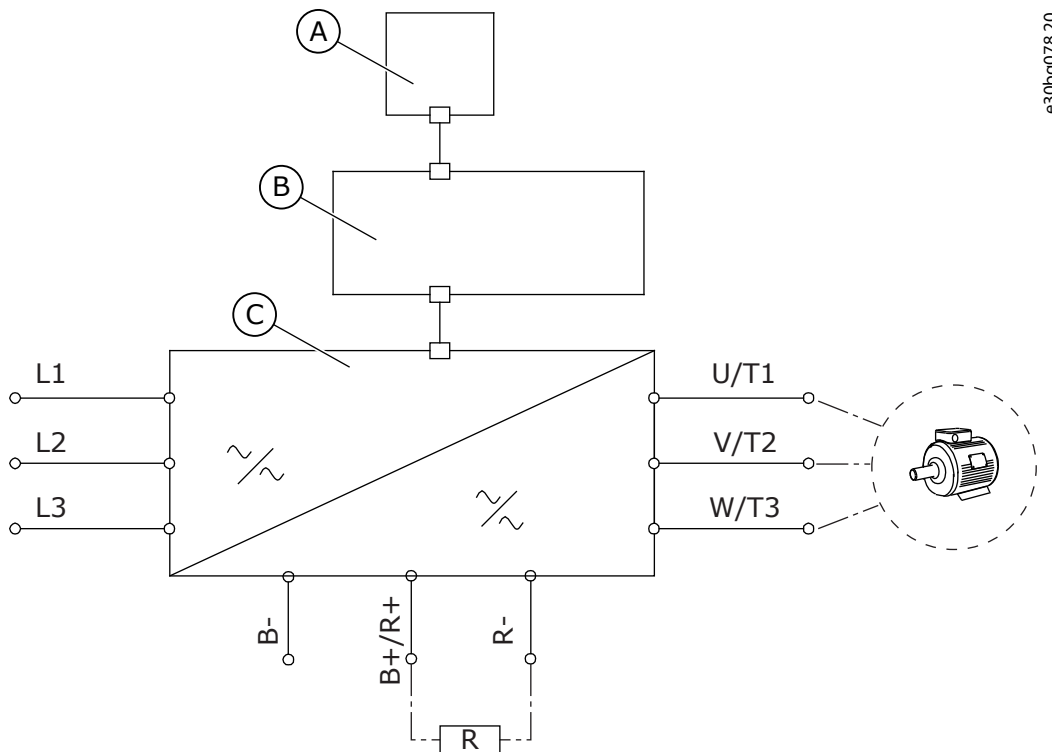 A
e30bg078.20
B
C
L1
U/T1
L2
V/T2
L3
W/T3
B-
B+/R+
R-
R